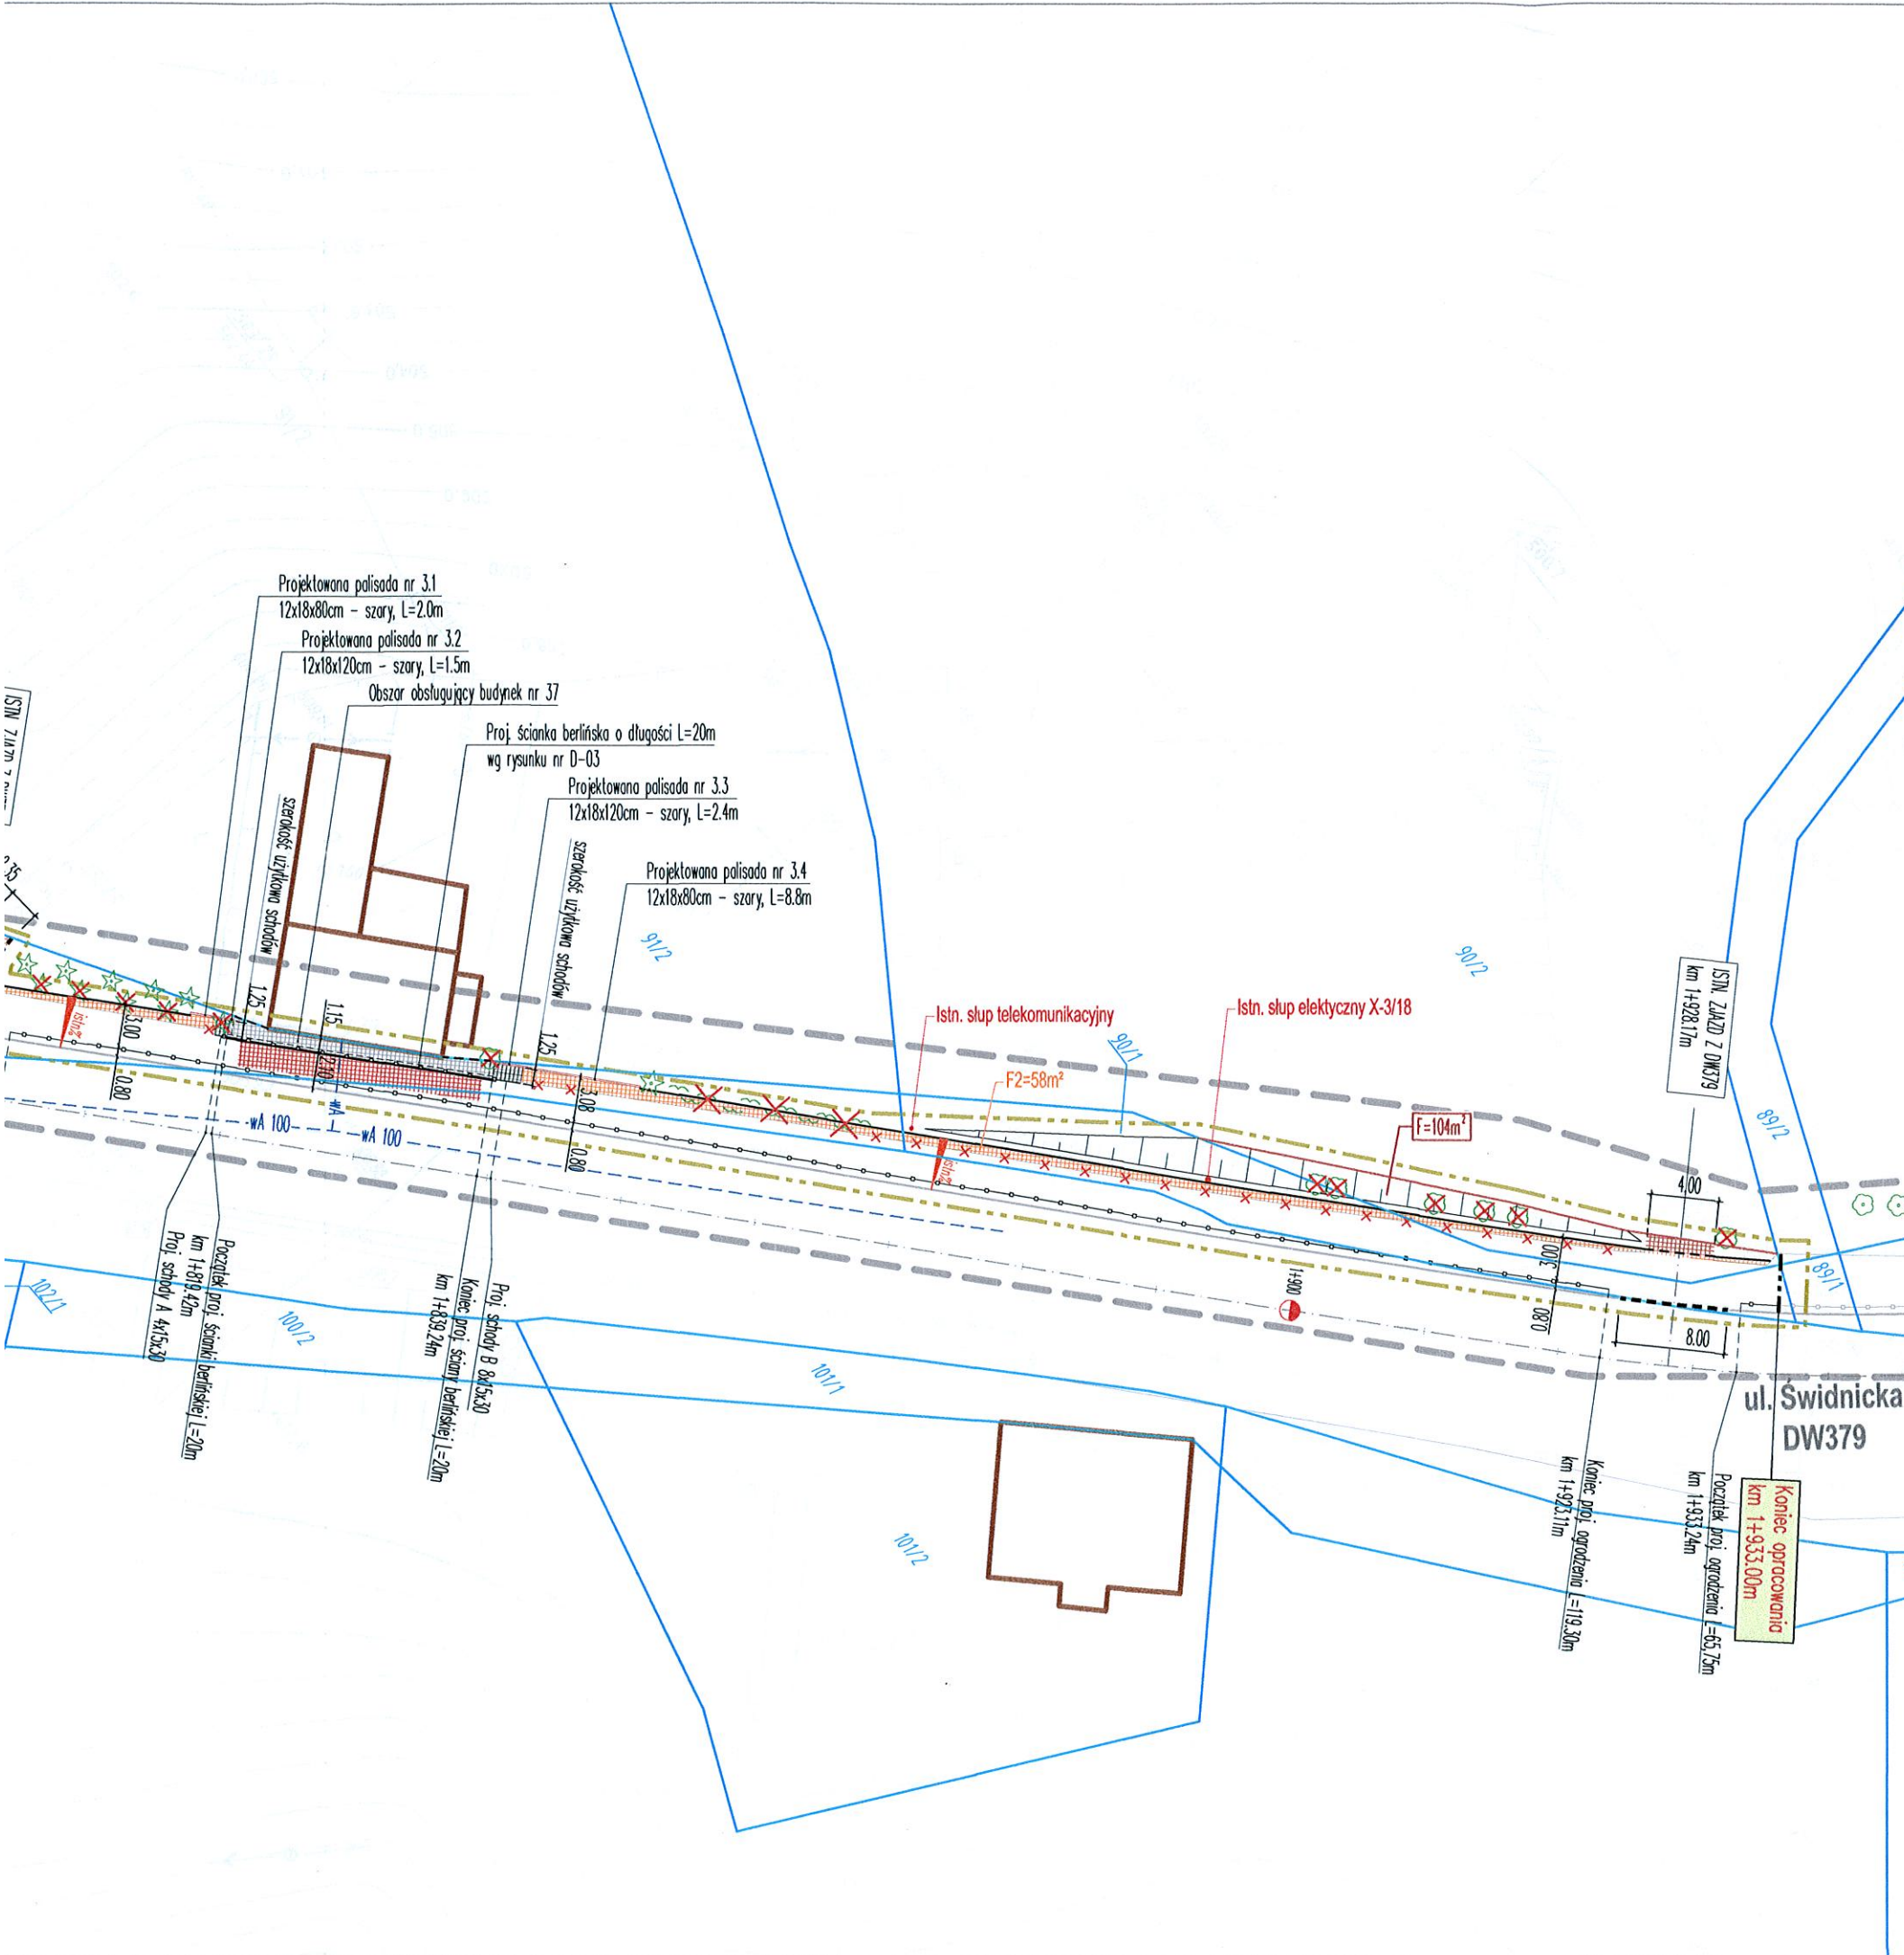 Projektowana palisada nr 3.1
12x18x80cm - szary, L=2.0m
Projektowana palisada nr 3.2
12x18x120cm - szary, L=1.5m
Obszar obsługujący budynek nr 37
Proj. ścianka berlińska o długości L=20m
wg rysunku nr D-03
Projektowana palisada nr 3.3
12x18x120cm - szary, L=2.4m
Projektowana palisada nr 3.4
12x18x80cm - szary, L=8.8m
szerokość użytkowa schodów
szerokość użytkowa schodów
91/2
90/2
90/1
ISTN. ZJAZD Z DW379
km 1+928.17m
89/2
89/1
Istn. słup telekomunikacyjny
Istn. słup elektyczny X-3/18
F2=58m²
F=104m²
1.25
1.15
1.25
istn%
3.00
0.80
2.10
3.08
0.80
istn%
4.00
3.00
0.80
8.00
wA 100
wA
wA 100
1+900
Początek proj. ścianki berlińskiej L=20m
km 1+819.42m
Proj. schody A 4x15x30
Proj. schody B 8x15x30
Koniec proj. ściany berlińskiej L=20m
km 1+839.24m
102/1
100/2
101/1
101/2
ul. Świdnicka
DW379
Koniec proj. ogrodzenia L=119.30m
km 1+923.11m
Początek proj. ogrodzenia L=65,75m
km 1+933.24m
Koniec opracowania
km 1+933.00m